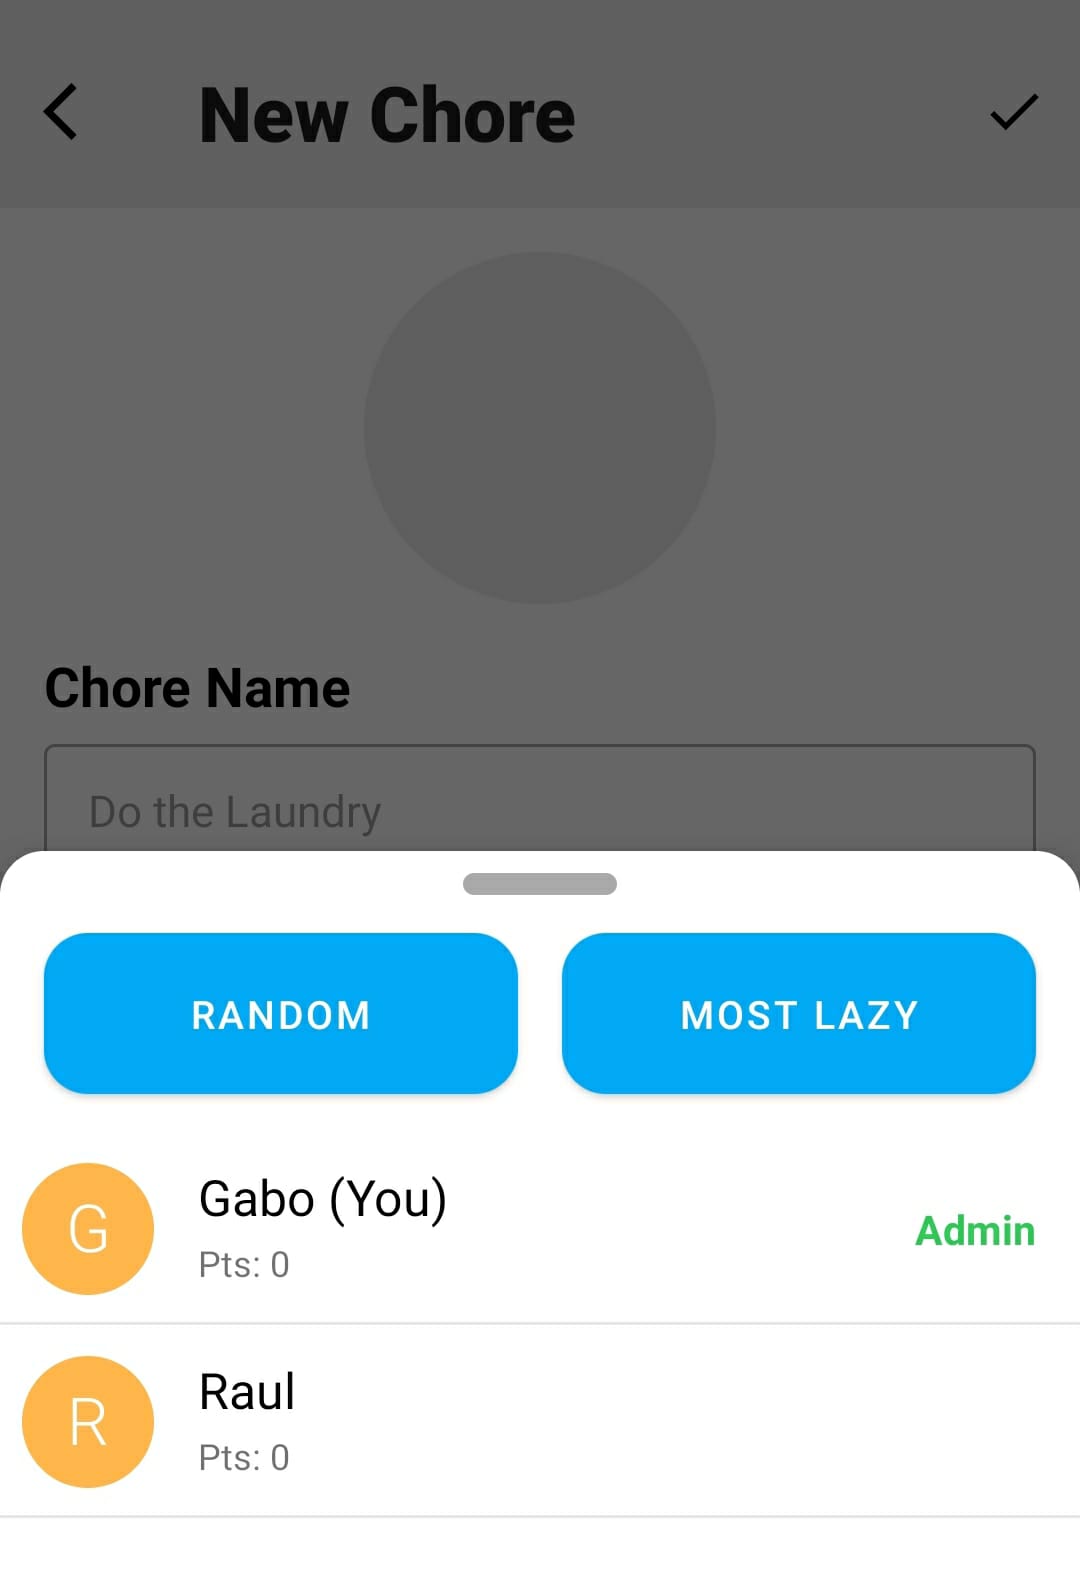 New Chore
Chore Name
Do the Laundry
RANDOM
MOST LAZY
G
Gabo (You)
Pts: 0
Admin
R
Raul
Pts: 0